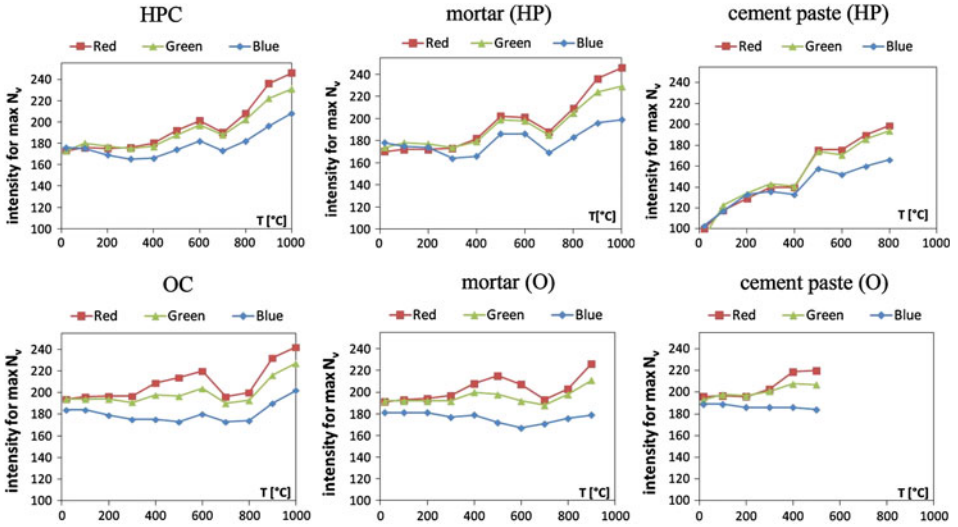 HPC
Red Green Blue
intensity for max Nv
240
220
200
180
160
140
120
100
T [°C]
0 200 400 600 800 1000
mortar (HP)
Red Green Blue
intensity for max Nv
240
220
200
180
160
140
120
100
T[°C]
0 200 400 600 800 1000
cement paste (HP)
Red Green Blue
intensity for max Nv
240
220
200
180
160
140
120
100
T [°C]
0 200 400 600 800 1000
OC
Red Green Blue
intensity for max Nv
240
220
200
180
160
140
120
100
T [°C]
0 200 400 600 800 1000
mortar (O)
Red Green Blue
intensity for max Nv
240
220
200
180
160
140
120
100
T [°C]
0 200 400 600 800 1000
cement paste (O)
Red Green Blue
intensity for max Nv
240
220
200
180
160
140
120
100
T [°C]
0 200 400 600 800 1000